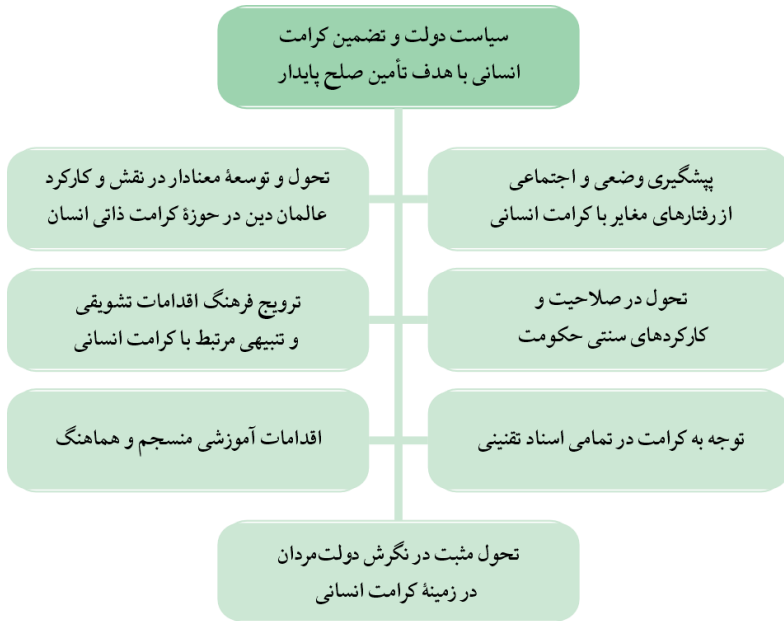 سیاست دولت و تضمین کرامت
انسانی با هدف تأمین صلح پایدار
پیشگیری وضعی و اجتماعی
از رفتارهای مغایر با کرامت انسانی
تحول و توسعهٔ معنادار در نقش و کارکرد
عالمان دین در حوزهٔ کرامت ذاتی انسان
تحول در صلاحیت و
کارکردهای سنتی حکومت
ترویج فرهنگ اقدامات تشویقی
و تنبیهی مرتبط با کرامت انسانی
توجه به کرامت در تمامی اسناد تقنینی
اقدامات آموزشی منسجم و هماهنگ
تحول مثبت در نگرش دولت‌مردان
در زمینهٔ کرامت انسانی